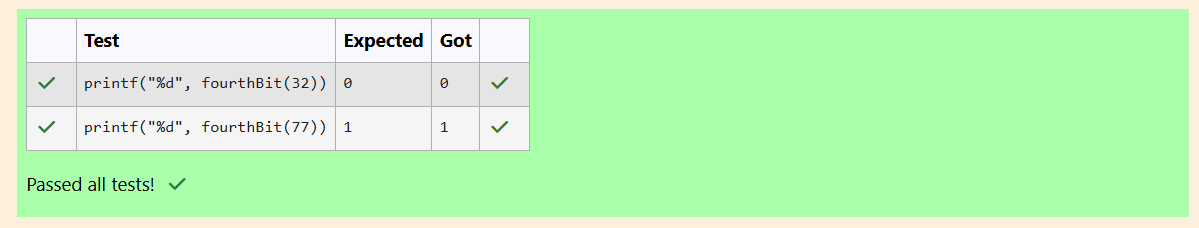 Test Expected Got
printf("%d", fourthBit(32)) 0 0
printf("%d", fourthBit(77)) 1 1
Passed all tests!